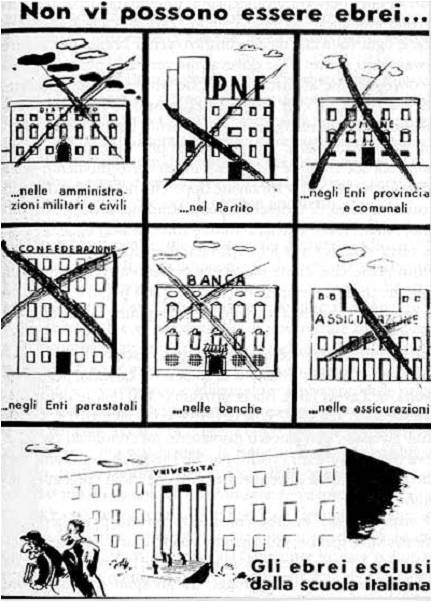 Non vi possono essere ebrei...
DISTRETTO
PNF
COMUNE
...nelle amministra-
zioni militari e civili
...nel Partito
...negli Enti provincia
e comunali
CONFEDERAZIONE
BANCA
ASSICURAZIONE
...negli Enti parastatali
...nelle banche
...nelle assicurazioni
UNIVERSITA'
Gli ebrei esclusi
dalla scuola italiana